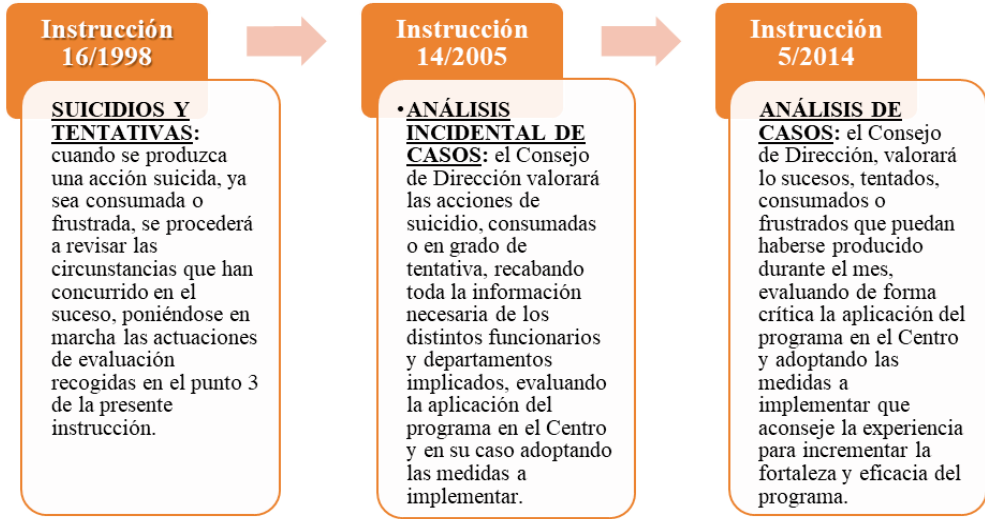 Instrucción
16/1998
SUICIDIOS Y
TENTATIVAS:
cuando se produzca
una acción suicida, ya
sea consumada o
frustrada, se procederá
a revisar las
circunstancias que han
concurrido en el
suceso, poniéndose en
marcha las actuaciones
de evaluación
recogidas en el punto 3
de la presente
instrucción.
Instrucción
14/2005
•ANÁLISIS
INCIDENTAL DE
CASOS: el Consejo
de Dirección valorará
las acciones de
suicidio, consumadas
o en grado de
tentativa, recabando
toda la información
necesaria de los
distintos funcionarios
y departamentos
implicados, evaluando
la aplicación del
programa en el Centro
y en su caso adoptando
las medidas a
implementar.
Instrucción
5/2014
ANÁLISIS DE
CASOS: el Consejo
de Dirección, valorará
lo sucesos, tentados,
consumados o
frustrados que puedan
haberse producido
durante el mes,
evaluando de forma
crítica la aplicación del
programa en el Centro
y adoptando las
medidas a
implementar que
aconseje la experiencia
para incrementar la
fortaleza y eficacia del
programa.